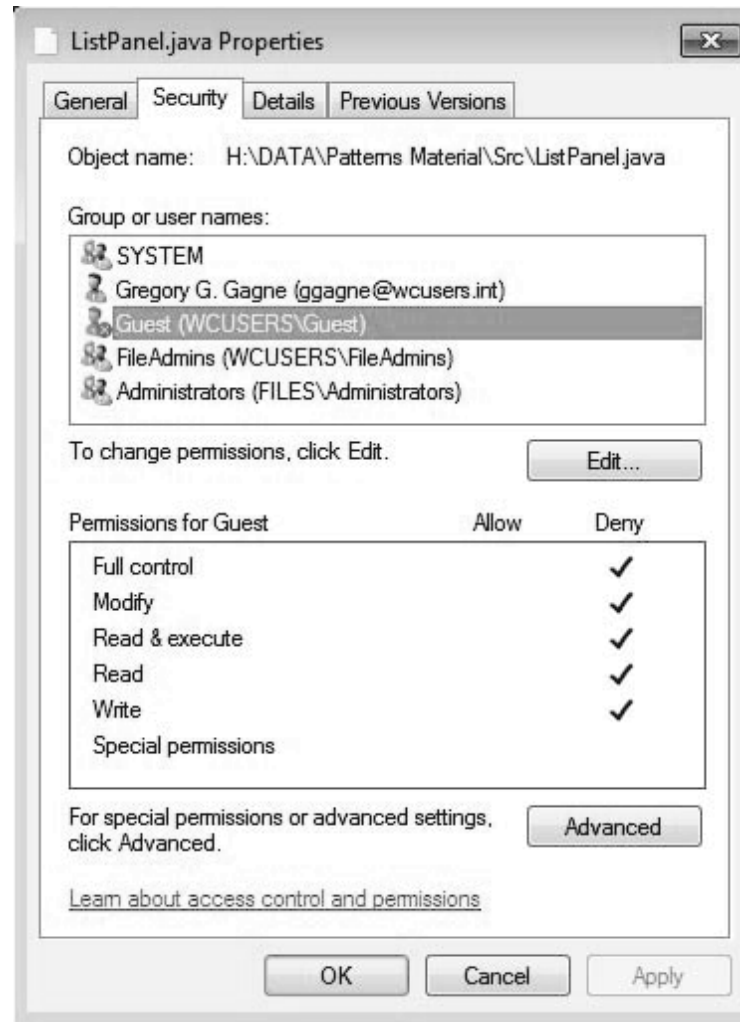 ListPanel.java Properties
General Security Details Previous Versions
Object name: H:\DATA\Patterns Material\Src\ListPanel.java
Group or user names:
SYSTEM
Gregory G. Gagne (ggagne@wcusers.int)
Guest (WCUSERS\Guest)
FileAdmins (WCUSERS\FileAdmins)
Administrators (FILES\Administrators)
To change permissions, click Edit. Edit...
Permissions for Guest Allow Deny
Full control
Modify
Read & execute
Read
Write
Special permissions
For special permissions or advanced settings,
click Advanced. Advanced
Learn about access control and permissions
OK Cancel Apply